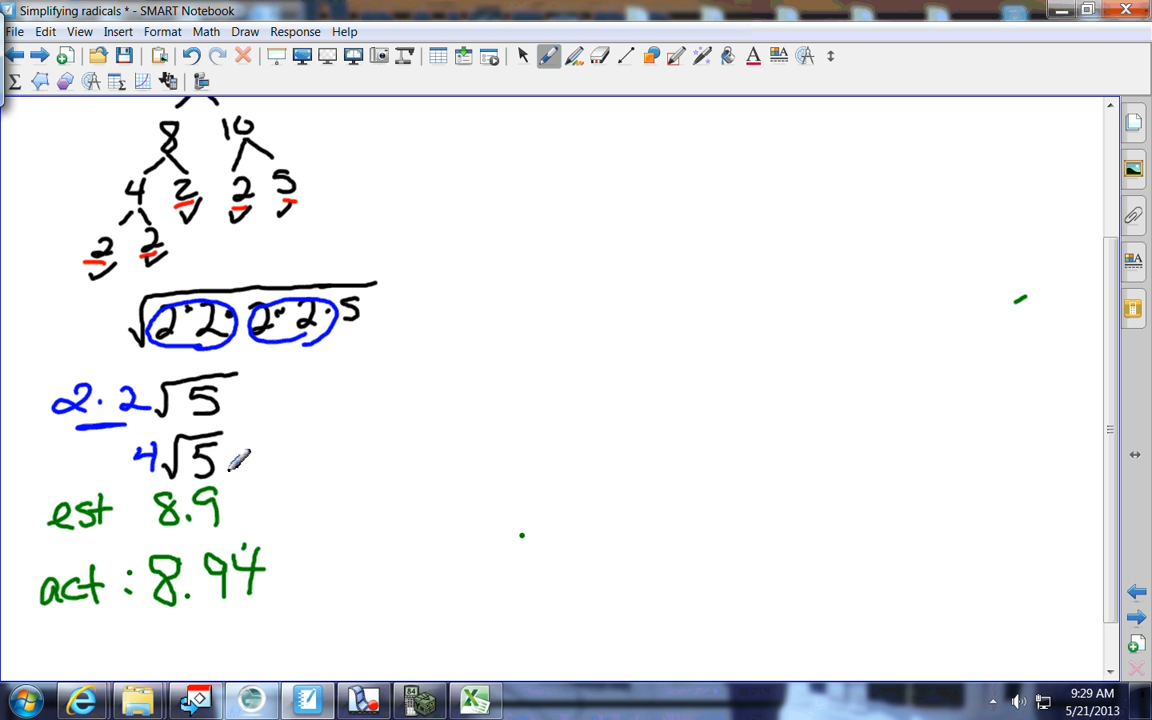 Simplifying radicals * - SMART Notebook
File Edit View Insert Format Math Draw Response Help
8 10
4 2 2 5
2 2
√2·2·2·2·5
2·2√5
4√5
est 8.9
act : 8.94
9:29 AM
5/21/2013